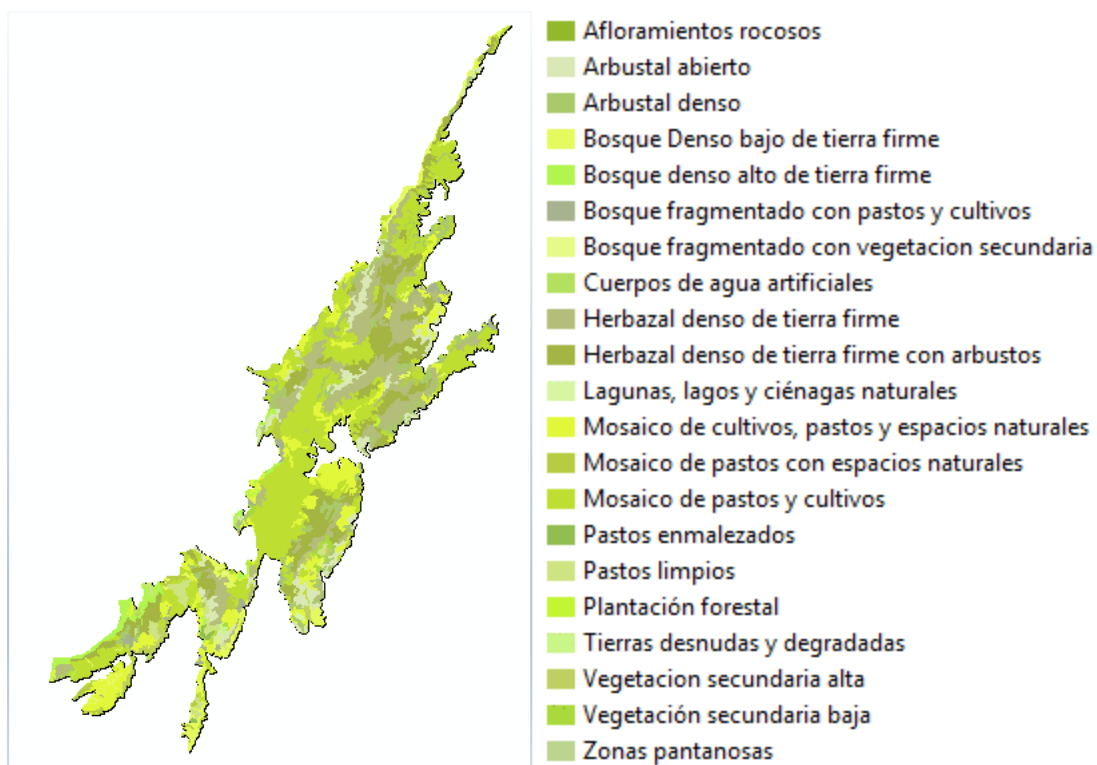 Afloramientos rocosos
Arbustal abierto
Arbustal denso
Bosque Denso bajo de tierra firme
Bosque denso alto de tierra firme
Bosque fragmentado con pastos y cultivos
Bosque fragmentado con vegetacion secundaria
Cuerpos de agua artificiales
Herbazal denso de tierra firme
Herbazal denso de tierra firme con arbustos
Lagunas, lagos y ciénagas naturales
Mosaico de cultivos, pastos y espacios naturales
Mosaico de pastos con espacios naturales
Mosaico de pastos y cultivos
Pastos enmalezados
Pastos limpios
Plantación forestal
Tierras desnudas y degradadas
Vegetacion secundaria alta
Vegetación secundaria baja
Zonas pantanosas